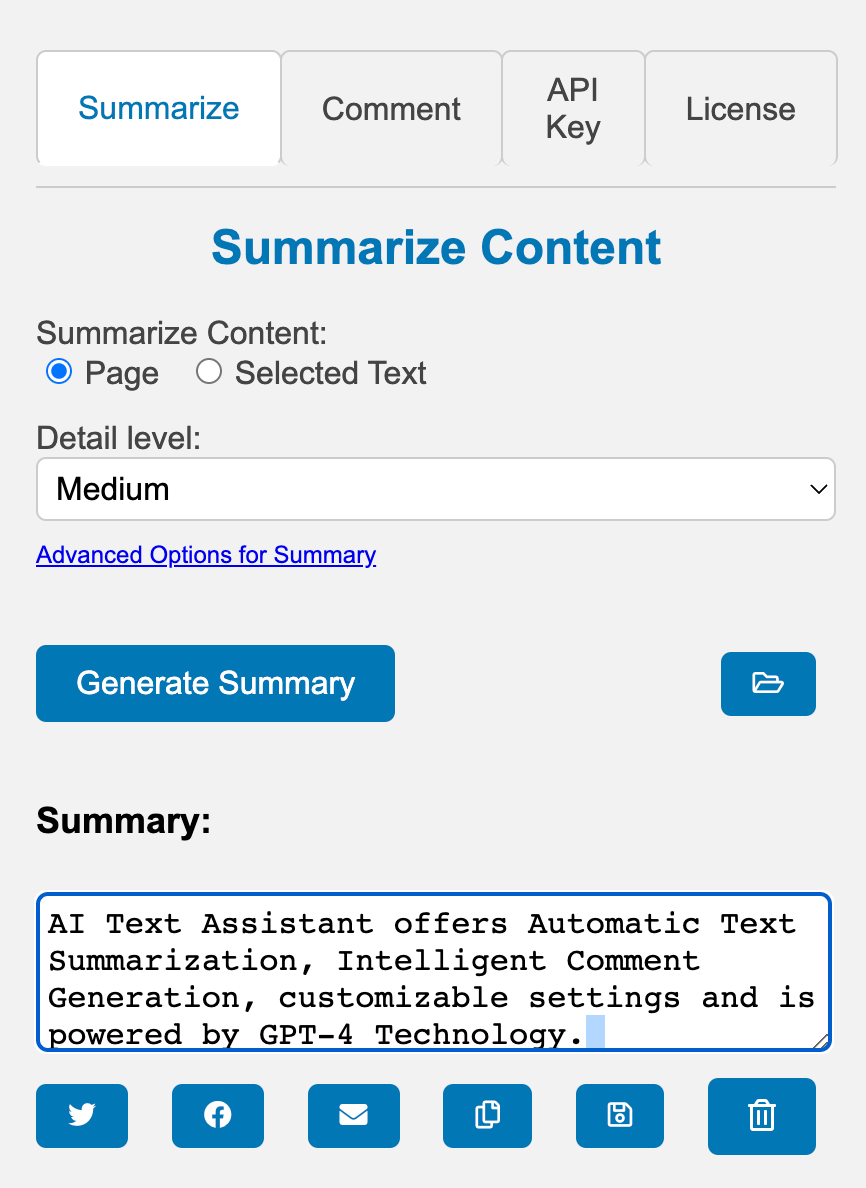 Summarize
Comment
API
Key
License
Summarize Content
Summarize Content:
Page
Selected Text
Detail level:
Medium
Advanced Options for Summary
Generate Summary
Summary:
AI Text Assistant offers Automatic Text
Summarization, Intelligent Comment
Generation, customizable settings and is
powered by GPT-4 Technology.